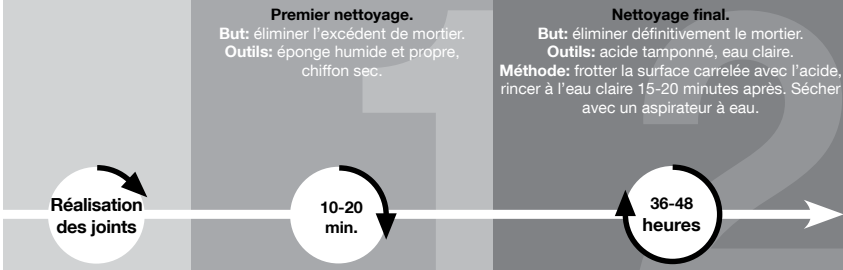 Premier nettoyage.
But: éliminer l'excédent de mortier.
Outils: éponge humide et propre,
chiffon sec.
1
Nettoyage final.
But: éliminer définitivement le mortier.
Outils: acide tamponné, eau claire.
Méthode: frotter la surface carrelée avec l'acide,
rincer à l'eau claire 15-20 minutes après. Sécher
avec un aspirateur à eau.
2
Réalisation
des joints
10-20
min.
36-48
heures